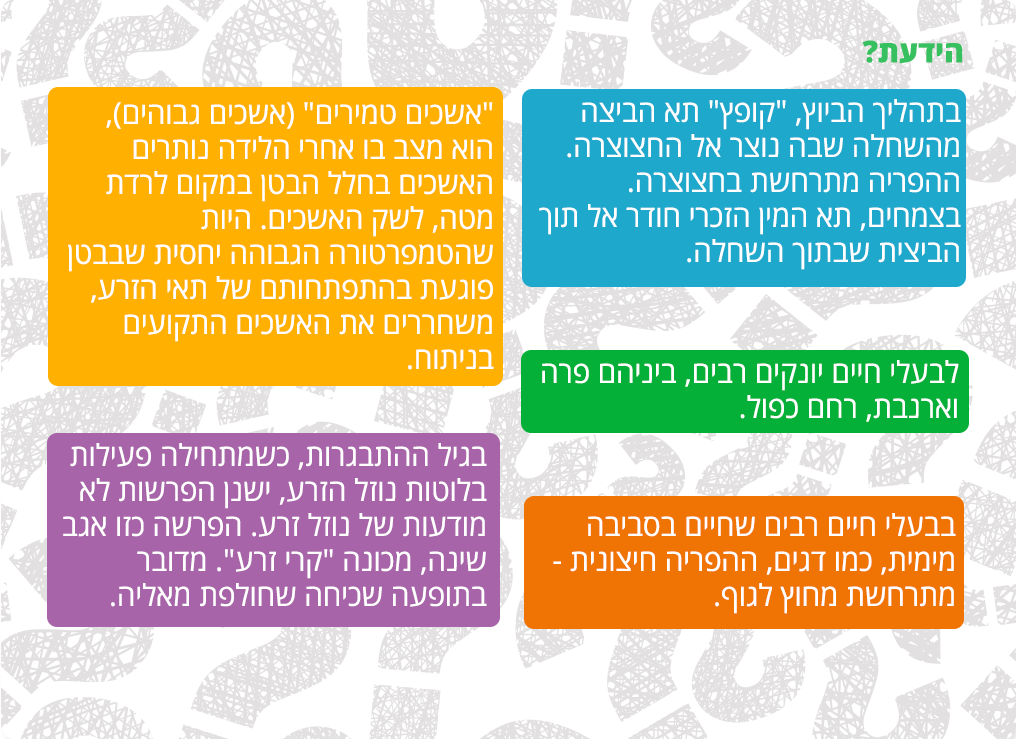 הידעת?
בתהליך הביוץ, "קופץ" תא הביצה
מהשחלה שבה נוצר אל החצוצרה.
ההפריה מתרחשת בחצוצרה.
בצמחים, תא המין הזכרי חודר אל תוך
הביצית שבתוך השחלה.
לבעלי חיים יונקים רבים, ביניהם פרה
וארנבת, רחם כפול.
בבעלי חיים רבים שחיים בסביבה
מימית, כמו דגים, ההפריה חיצונית -
מתרחשת מחוץ לגוף.
"אשכים טמירים" (אשכים גבוהים),
הוא מצב בו אחרי הלידה נותרים
האשכים בחלל הבטן במקום לרדת
מטה, לשק האשכים. היות
שהטמפרטורה הגבוהה יחסית שבבטן
פוגעת בהתפתחותם של תאי הזרע,
משחררים את האשכים התקועים
בניתוח.
בגיל ההתבגרות, כשמתחילה פעילות
בלוטות נוזל הזרע, ישנן הפרשות לא
מודעות של נוזל זרע. הפרשה כזו אגב
שינה, מכונה "קרי זרע". מדובר
בתופעה שכיחה שחולפת מאליה.